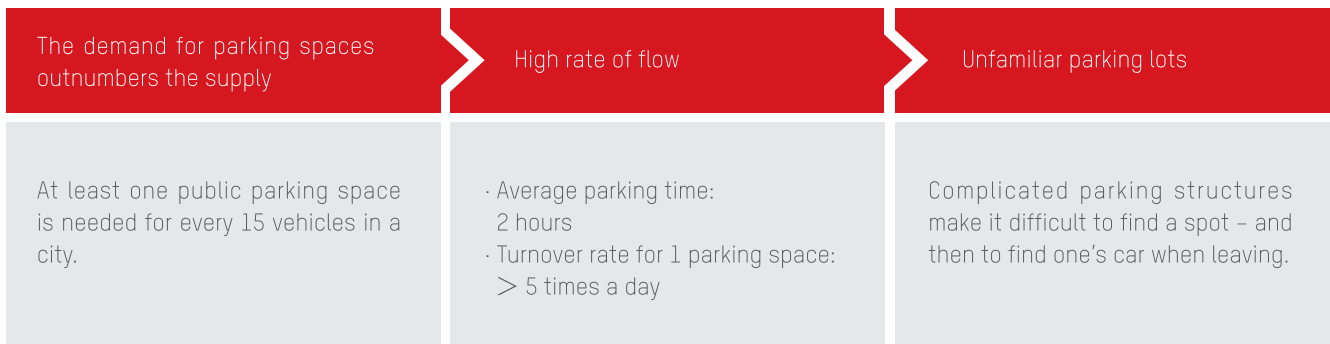 The demand for parking spaces
outnumbers the supply
High rate of flow
Unfamiliar parking lots
At least one public parking space
is needed for every 15 vehicles in a
city.
· Average parking time:
2 hours
· Turnover rate for 1 parking space:
> 5 times a day
Complicated parking structures
make it difficult to find a spot – and
then to find one's car when leaving.